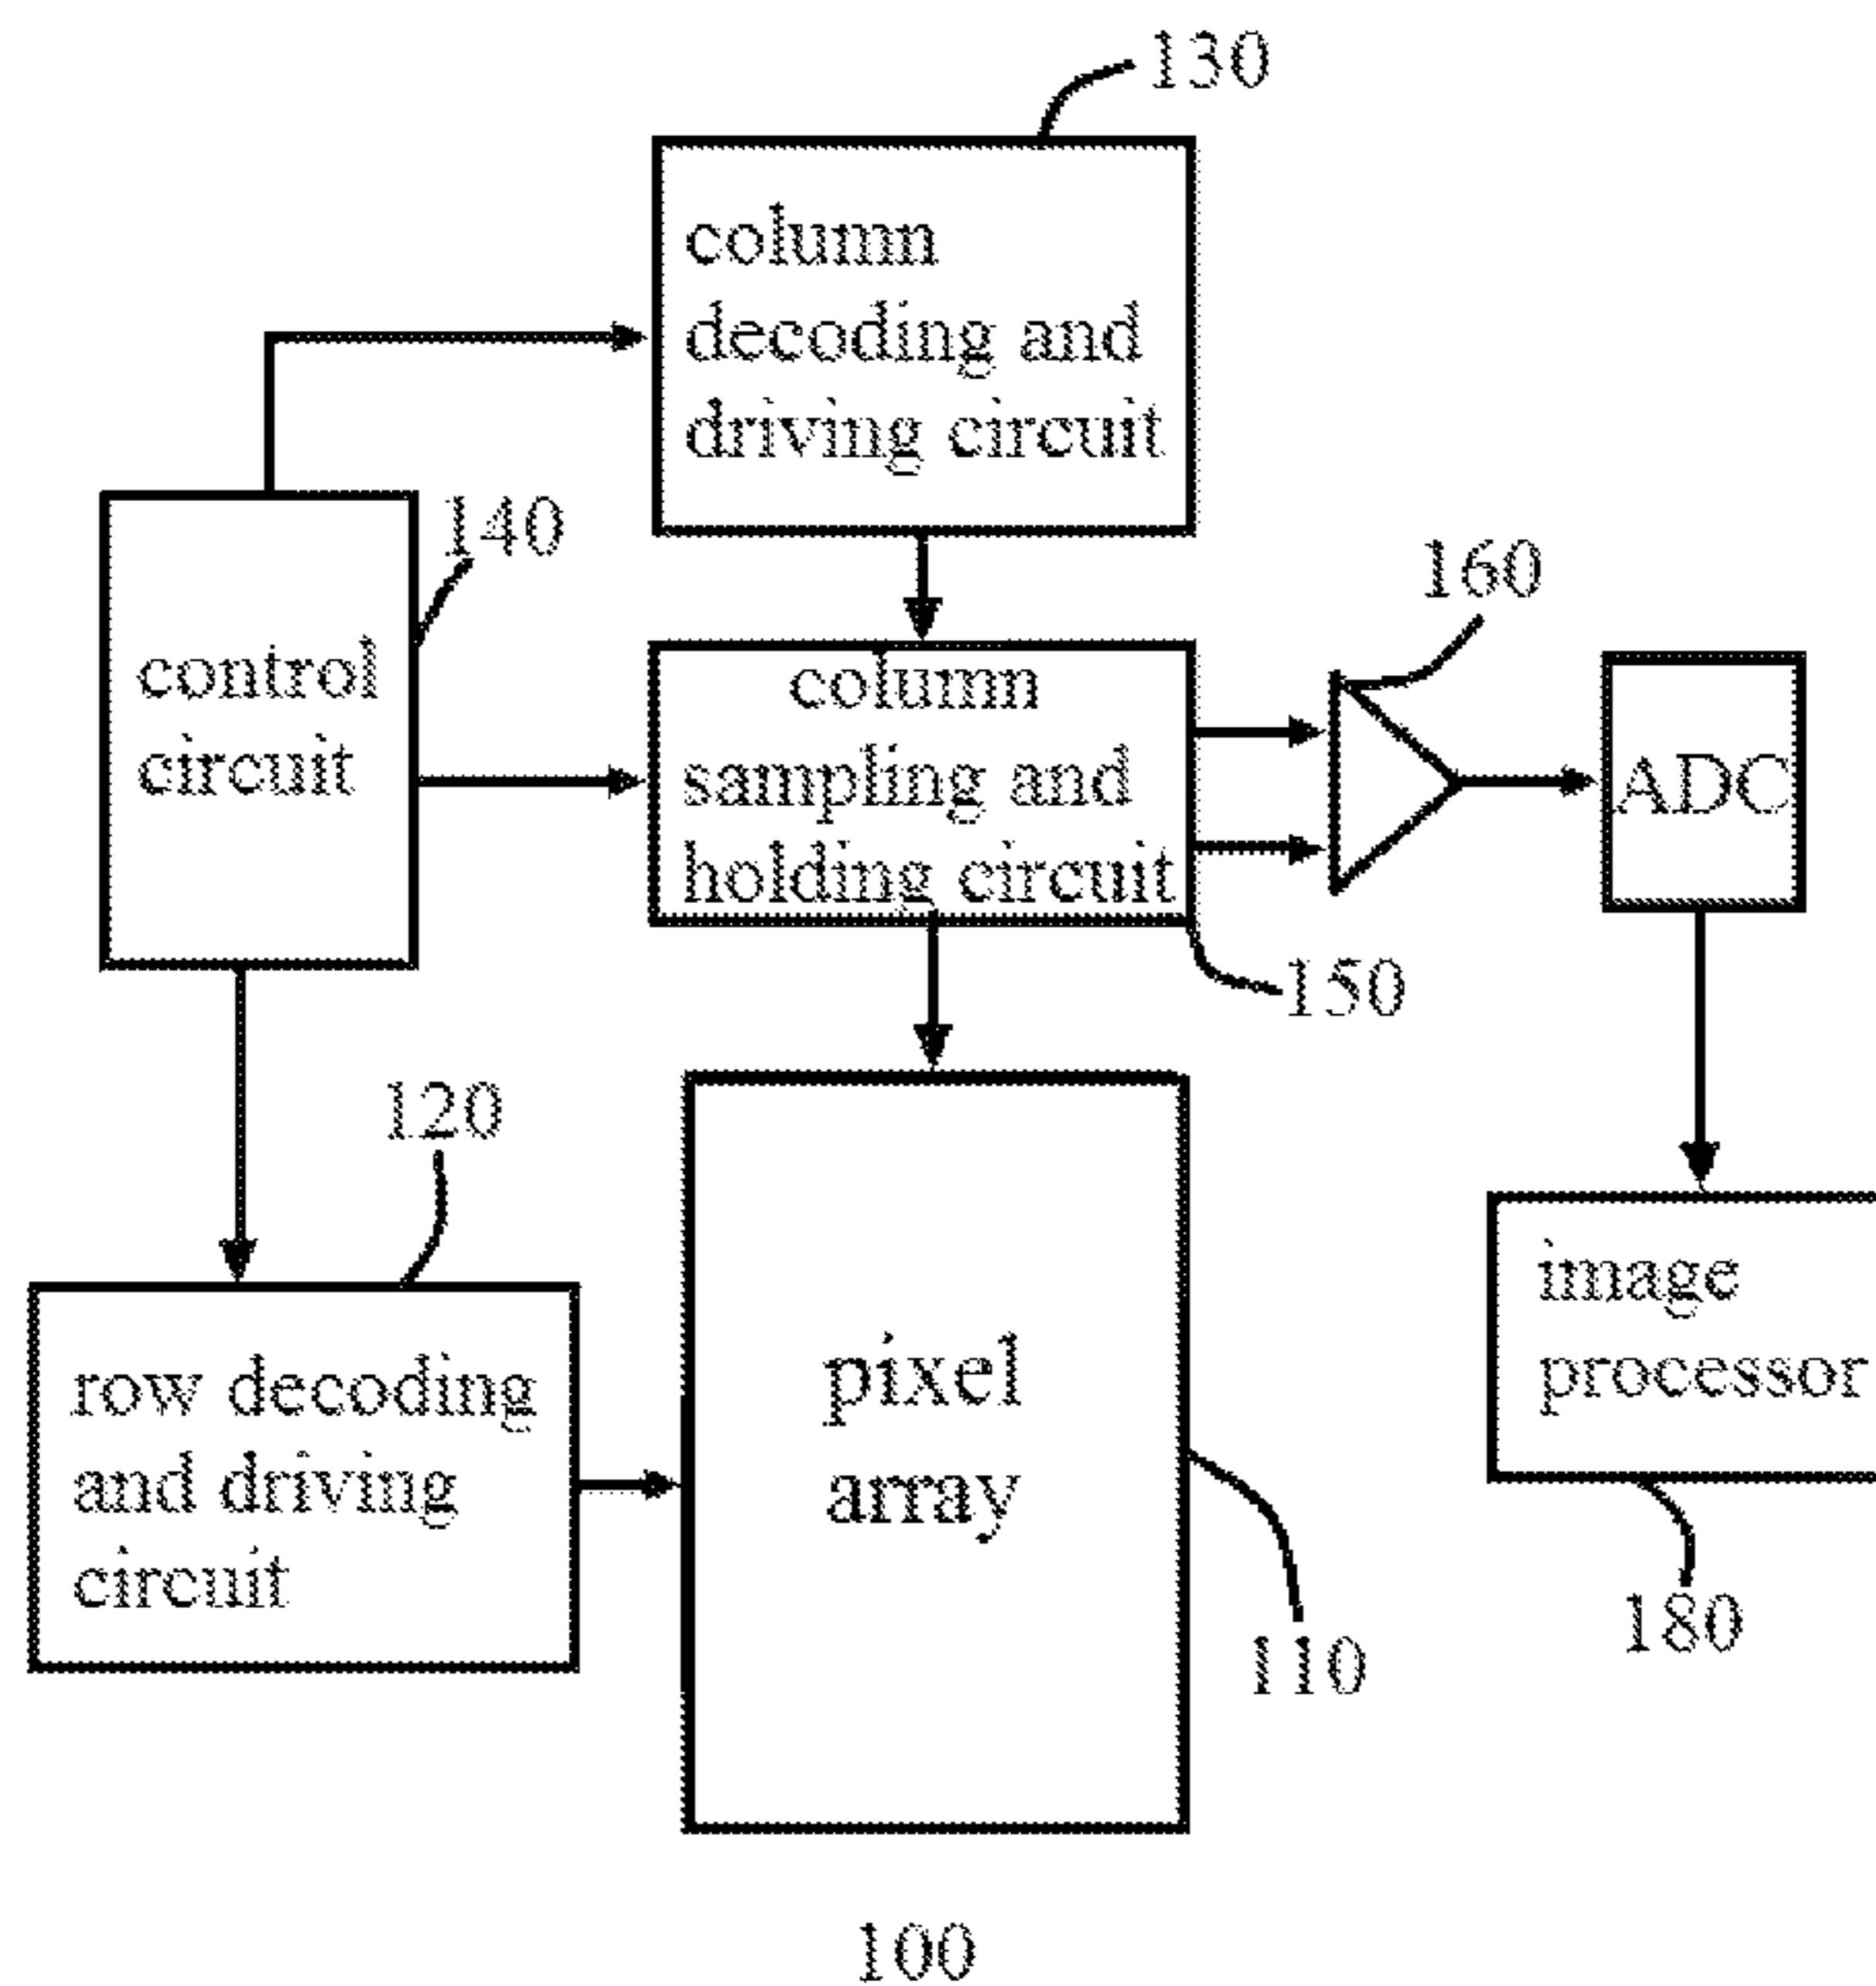 130
column
decoding and
driving circuit
140
control
circuit
column
sampling and
holding circuit
160
ADC
150
120
row decoding
and driving
circuit
pixel
array
image
processor
110
180
100